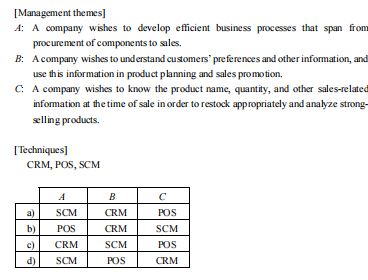 [Management themes]
A: A company wishes to develop efficient business processes that span from
procurement of components to sales.
B: A company wishes to understand customers' preferences and other information, and
use this information in product planning and sales promotion.
C: A company wishes to know the product name, quantity, and other sales-related
information at the time of sale in order to restock appropriately and analyze strong-
selling products.
[Techniques]
CRM, POS, SCM
A B C
a) SCM CRM POS
b) POS CRM SCM
c) CRM SCM POS
d) SCM POS CRM